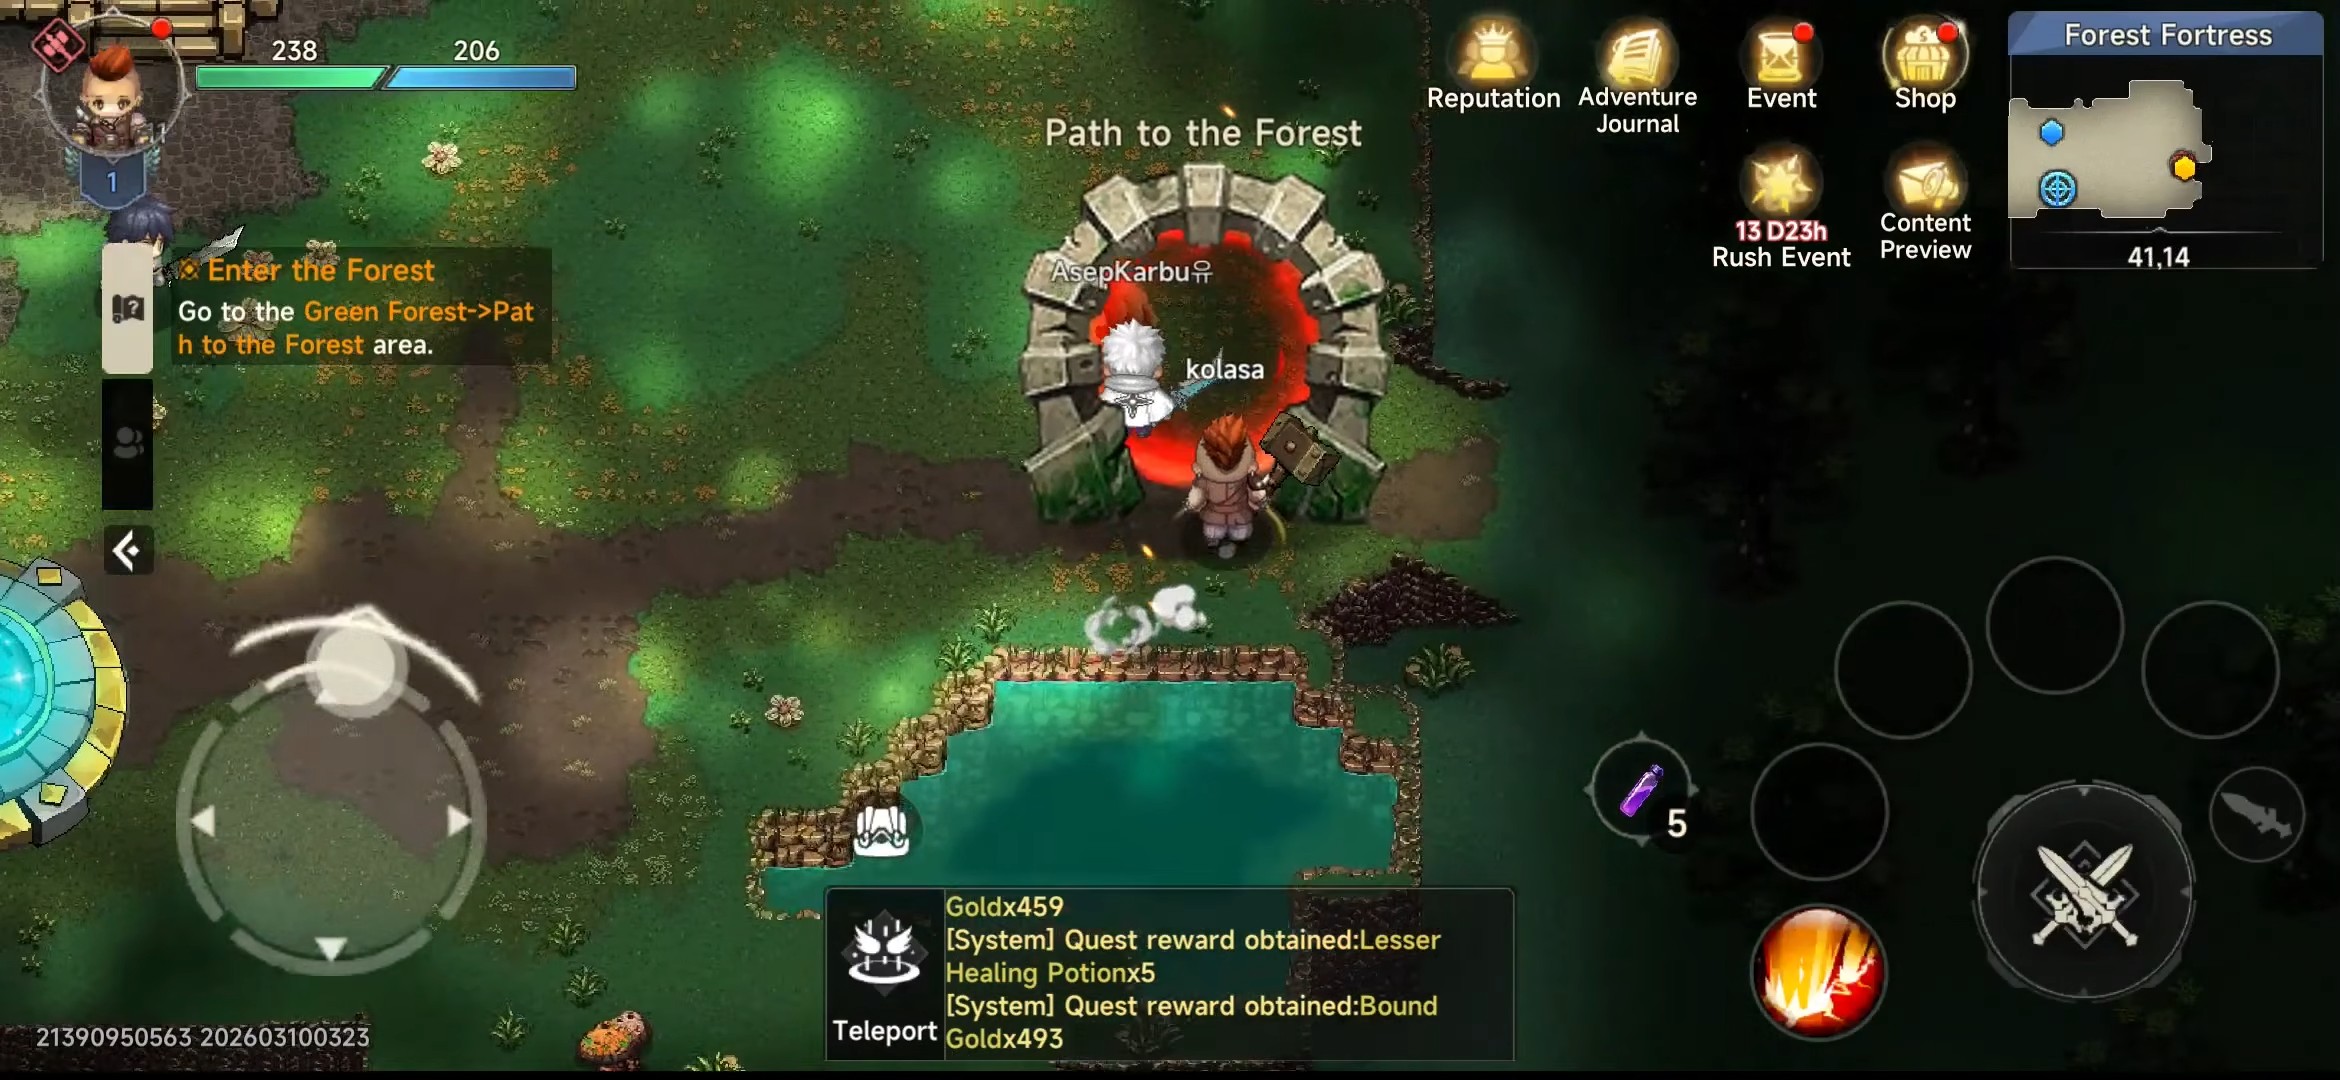 238
206
1
Enter the Forest
Go to the Green Forest->Pat
h to the Forest area.
Path to the Forest
AsepKarbu유
kolasa
Reputation
Adventure
Journal
Event
Shop
13 D23h
Rush Event
Content
Preview
Forest Fortress
41,14
5
Teleport
Goldx459
[System] Quest reward obtained:Lesser
Healing Potionx5
[System] Quest reward obtained:Bound
Goldx493
21390950563 202603100323